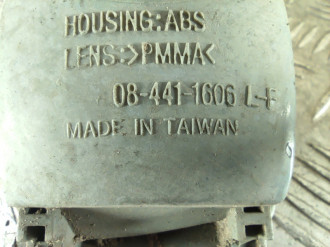 HOUSING:ABS
LENS:>PMMA<
08-441-1606 L-F
MADE IN TAIWAN